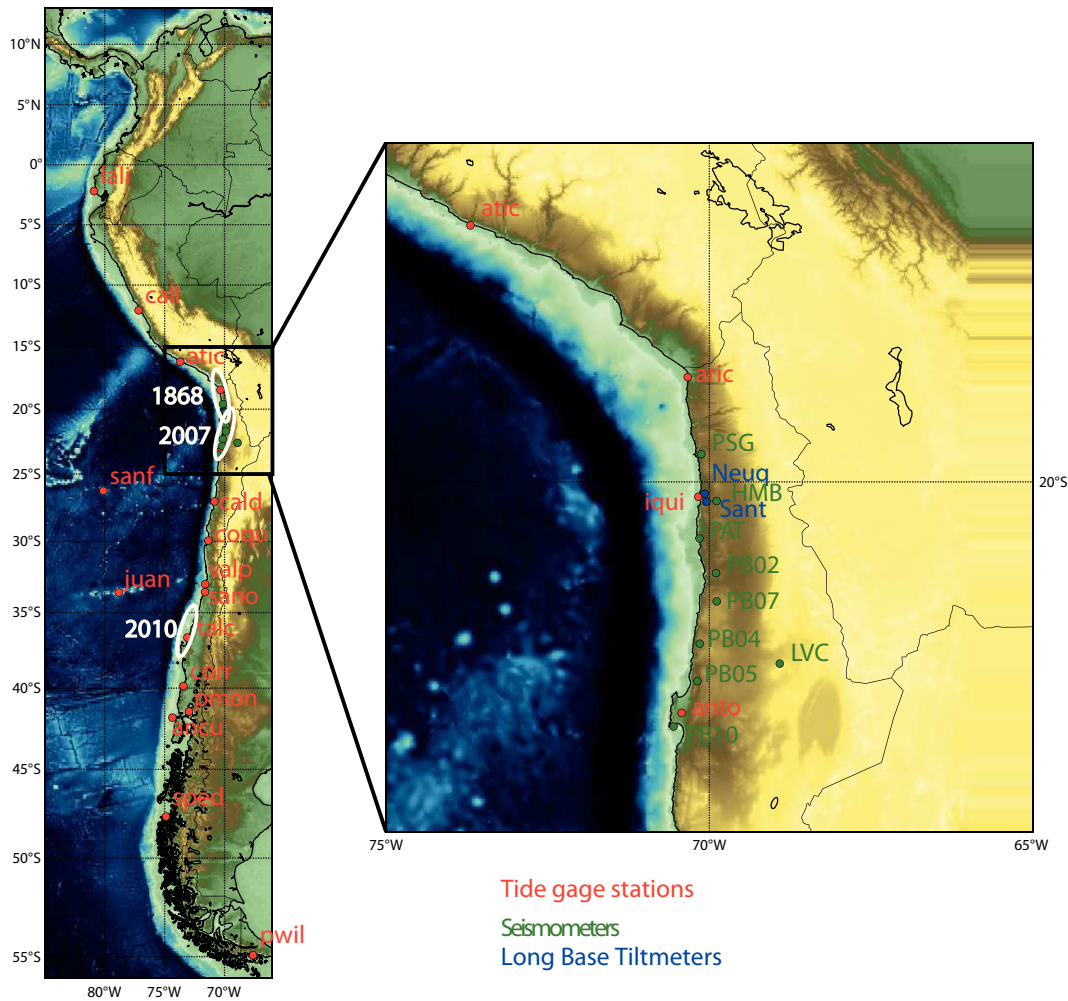 10°N
5°N
0°
5°S
10°S
15°S
20°S
25°S
30°S
35°S
40°S
45°S
50°S
55°S
80°W
75°W
70°W
lali
call
atic
1868
2007
sanf
cald
coqu
juan
valp
sano
2010
talc
corr
pmon
ancu
sped
pwil
atic
aric
PSG
Neuq
HMB
iqui
Sant
PAT
PB02
PB07
PB04
LVC
PB05
anto
PB10
20°S
75°W
70°W
65°W
Tide gage stations
Seismometers
Long Base Tiltmeters